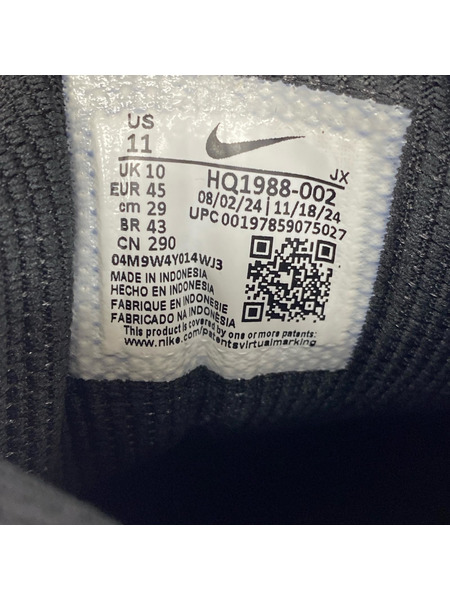 US
11
UK 10
EUR 45
cm 29
BR 43
CN 290
JX
HQ1988-002
08/02/24 | 11/18/24
UPC 00197859075027
04M9W4Y014WJ3
MADE IN INDONESIA
HECHO EN INDONESIA
FABRIQUE EN INDONESIE
FABRICADO NA INDONESIA
This product is covered by one or more patents:
www.nike.com/patentsvirtualmarking